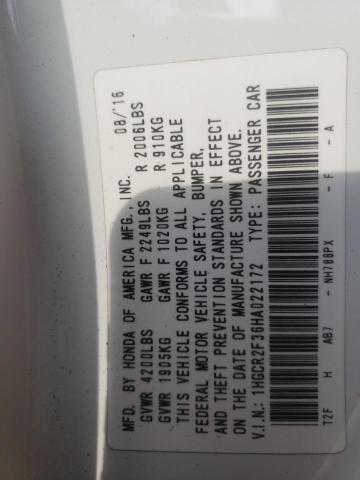 MFD. BY HONDA OF AMERICA MFG., INC. 08/'16
GVWR 4200LBS GAWR F 2249LBS R 2006LBS
GVWR 1905KG GAWR F 1020KG R 910KG
THIS VEHICLE CONFORMS TO ALL APPLICABLE
FEDERAL MOTOR VEHICLE SAFETY, BUMPER,
AND THEFT PREVENTION STANDARDS IN EFFECT
ON THE DATE OF MANUFACTURE SHOWN ABOVE.
V.I.N.: 1HGCR2F36HA022172 TYPE: PASSENGER CAR
T2F H AB7 - NH788PX - F - A